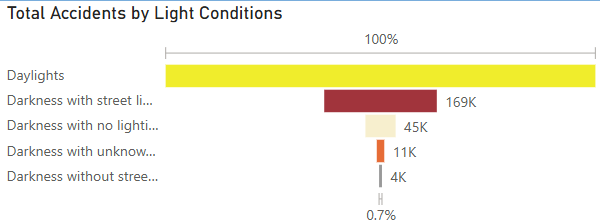 Total Accidents by Light Conditions
100%
Daylights
Darkness with street li... 169K
Darkness with no lighti... 45K
Darkness with unknow... 11K
Darkness without stree... 4K
0.7%